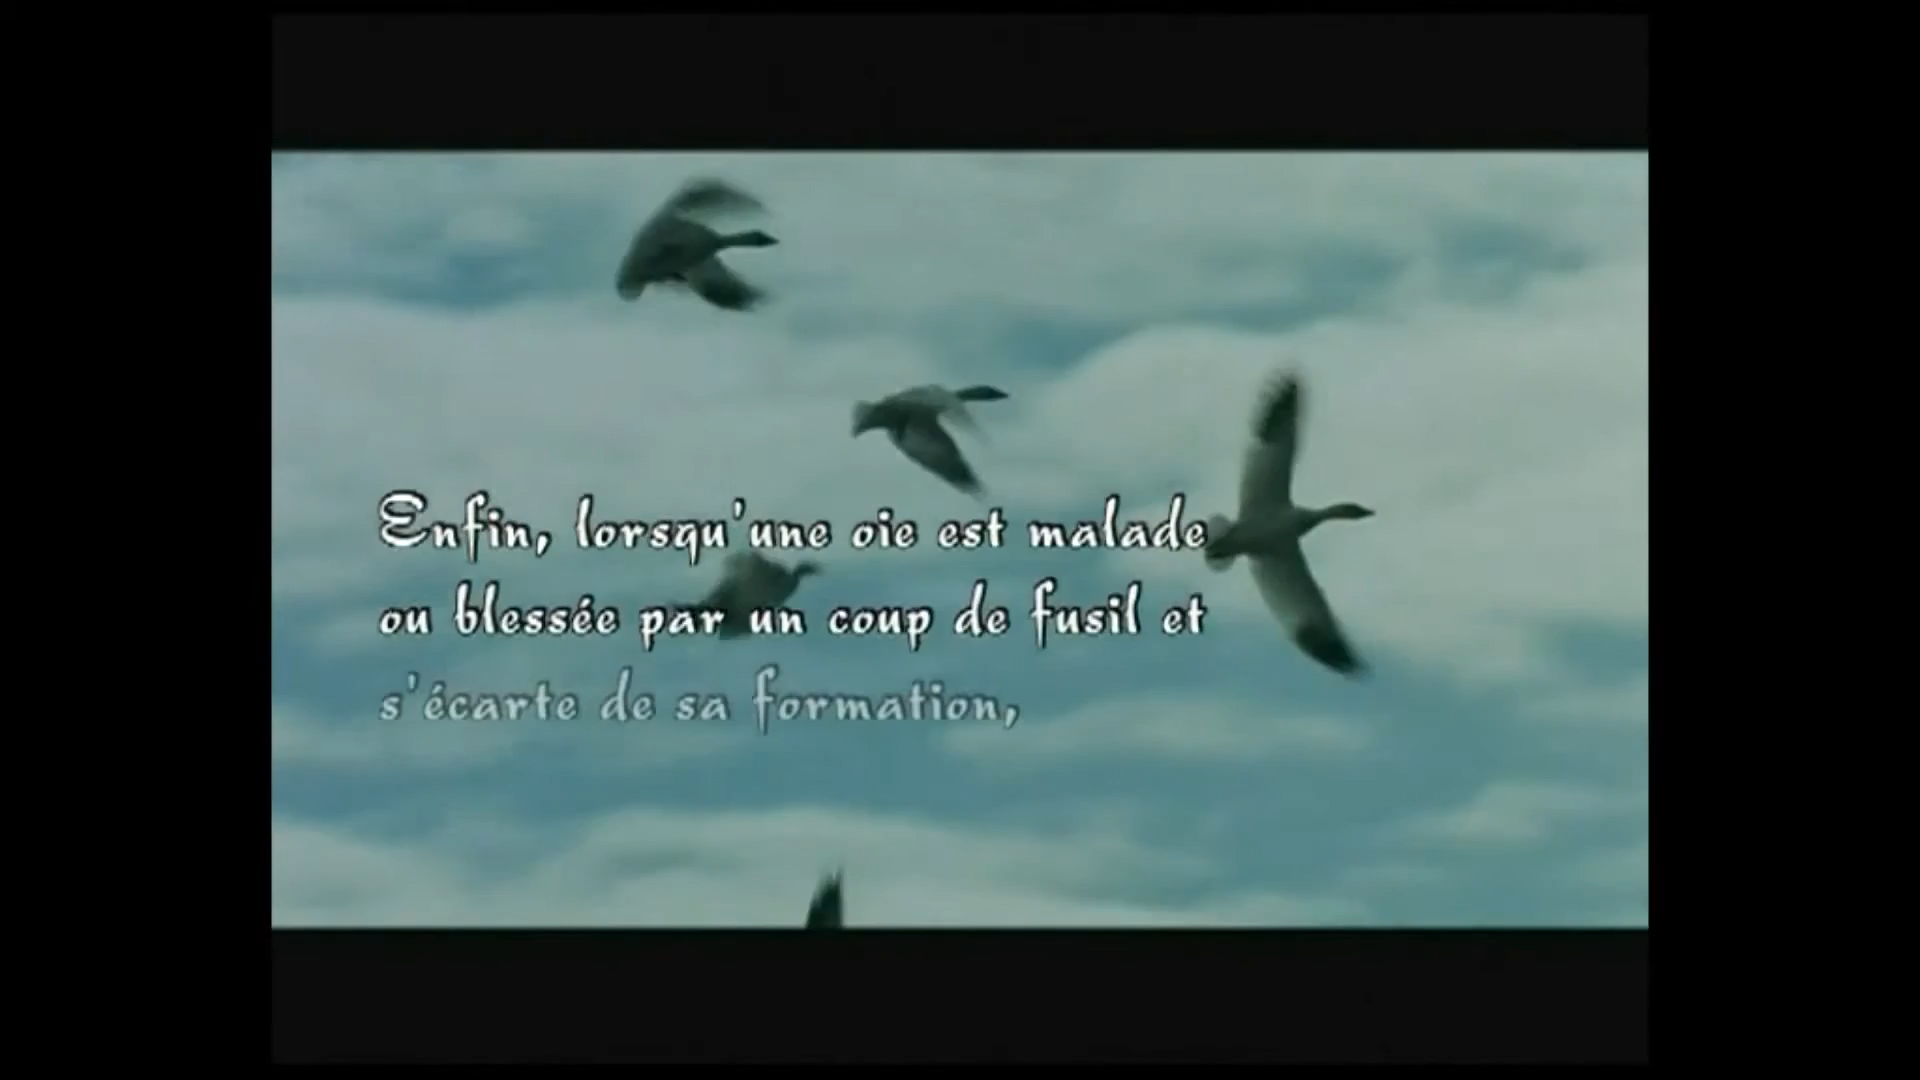 Enfin, lorsqu'une oie est malade
ou blessée par un coup de fusil et
s'écarte de sa formation,